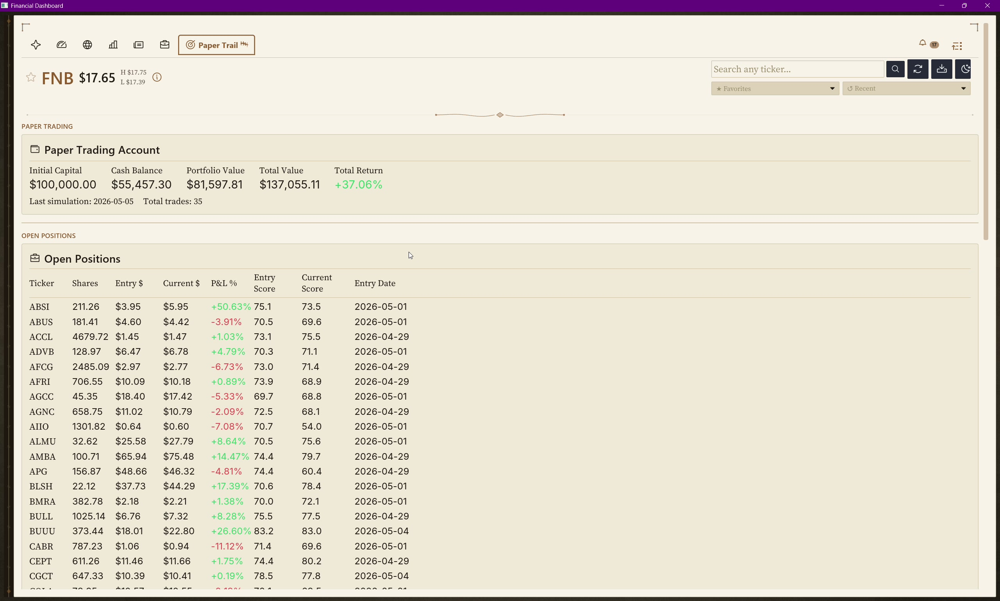 Financial Dashboard
Paper Trail
17
FNB $17.65 H $17.75
L $17.39
Search any ticker...
★ Favorites
↺ Recent
PAPER TRADING
Paper Trading Account
Initial Capital Cash Balance Portfolio Value Total Value Total Return
$100,000.00 $55,457.30 $81,597.81 $137,055.11 +37.06%
Last simulation: 2026-05-05 Total trades: 35
OPEN POSITIONS
Open Positions
Ticker Shares Entry $ Current $ P&L % Entry Score Current Score Entry Date
ABSI 211.26 $3.95 $5.95 +50.63% 75.1 73.5 2026-05-01
ABUS 181.41 $4.60 $4.42 -3.91% 70.5 69.6 2026-05-01
ACCL 4679.72 $1.45 $1.47 +1.03% 73.1 75.5 2026-04-29
ADVB 128.97 $6.47 $6.78 +4.79% 70.3 71.1 2026-05-01
AFCG 2485.09 $2.97 $2.77 -6.73% 73.0 71.4 2026-04-29
AFRI 706.55 $10.09 $10.18 +0.89% 73.9 68.9 2026-04-29
AGCC 45.35 $18.40 $17.42 -5.33% 69.7 68.8 2026-05-01
AGNC 658.75 $11.02 $10.79 -2.09% 72.5 68.1 2026-04-29
AIIO 1301.82 $0.64 $0.60 -7.08% 70.7 54.0 2026-05-01
ALMU 32.62 $25.58 $27.79 +8.64% 70.5 75.6 2026-05-01
AMBA 100.71 $65.94 $75.48 +14.47% 74.4 79.7 2026-04-29
APG 156.87 $48.66 $46.32 -4.81% 74.4 60.4 2026-04-29
BLSH 22.12 $37.73 $44.29 +17.39% 70.6 78.4 2026-05-01
BMRA 382.78 $2.18 $2.21 +1.38% 70.0 72.1 2026-05-01
BULL 1025.14 $6.76 $7.32 +8.28% 75.5 77.5 2026-04-29
BUUU 373.44 $18.01 $22.80 +26.60% 83.2 83.0 2026-05-04
CABR 787.23 $1.06 $0.94 -11.12% 71.4 69.6 2026-05-01
CEPT 611.26 $11.46 $11.66 +1.75% 74.4 80.2 2026-04-29
CGCT 647.33 $10.39 $10.41 +0.19% 78.5 77.8 2026-05-04